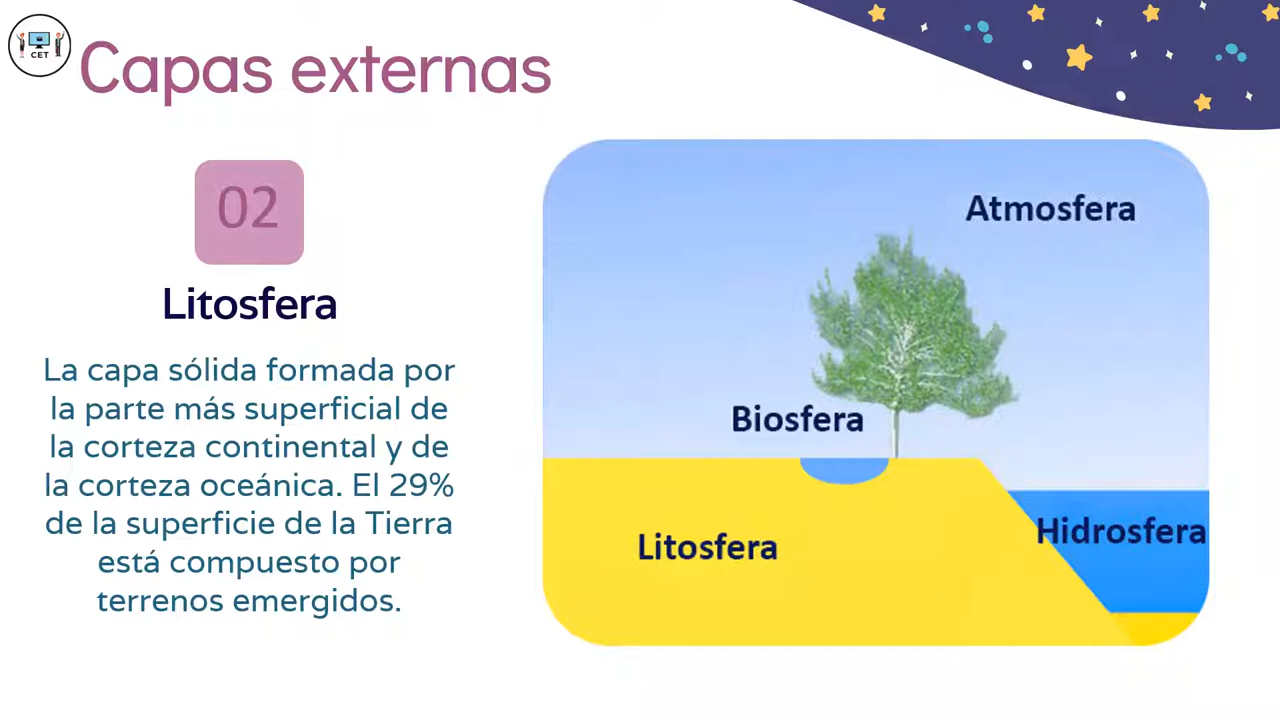 CET
Capas externas
02
Litosfera
La capa sólida formada por
la parte más superficial de
la corteza continental y de
la corteza oceánica. El 29%
de la superficie de la Tierra
está compuesto por
terrenos emergidos.
Atmosfera
Biosfera
Litosfera
Hidrosfera